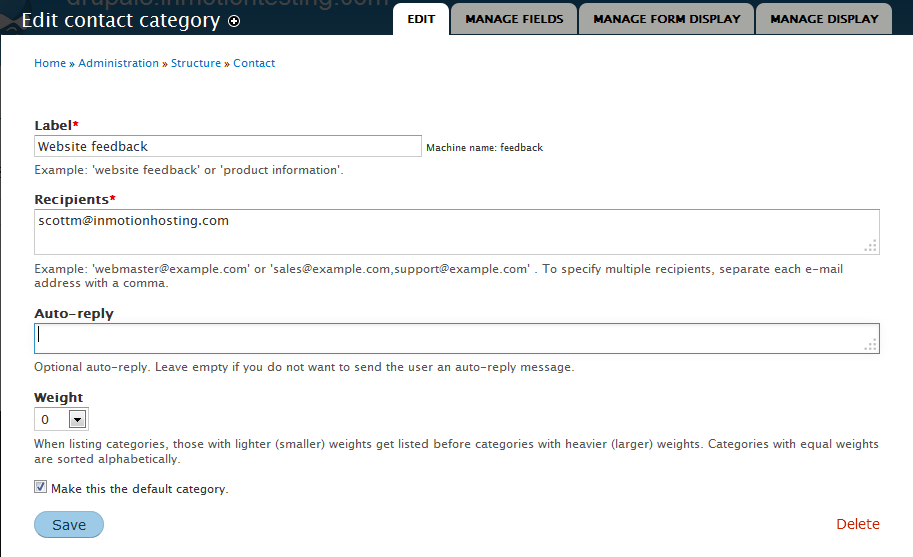 drupal8.inmotiontesting.com
Edit contact category
EDIT
MANAGE FIELDS
MANAGE FORM DISPLAY
MANAGE DISPLAY
Home » Administration » Structure » Contact
Label*
Website feedback
Machine name: feedback
Example: 'website feedback' or 'product information'.
Recipients*
scottm@inmotionhosting.com
Example: 'webmaster@example.com' or 'sales@example.com,support@example.com' . To specify multiple recipients, separate each e-mail
address with a comma.
Auto-reply
Optional auto-reply. Leave empty if you do not want to send the user an auto-reply message.
Weight
0
When listing categories, those with lighter (smaller) weights get listed before categories with heavier (larger) weights. Categories with equal weights
are sorted alphabetically.
Make this the default category.
Save
Delete